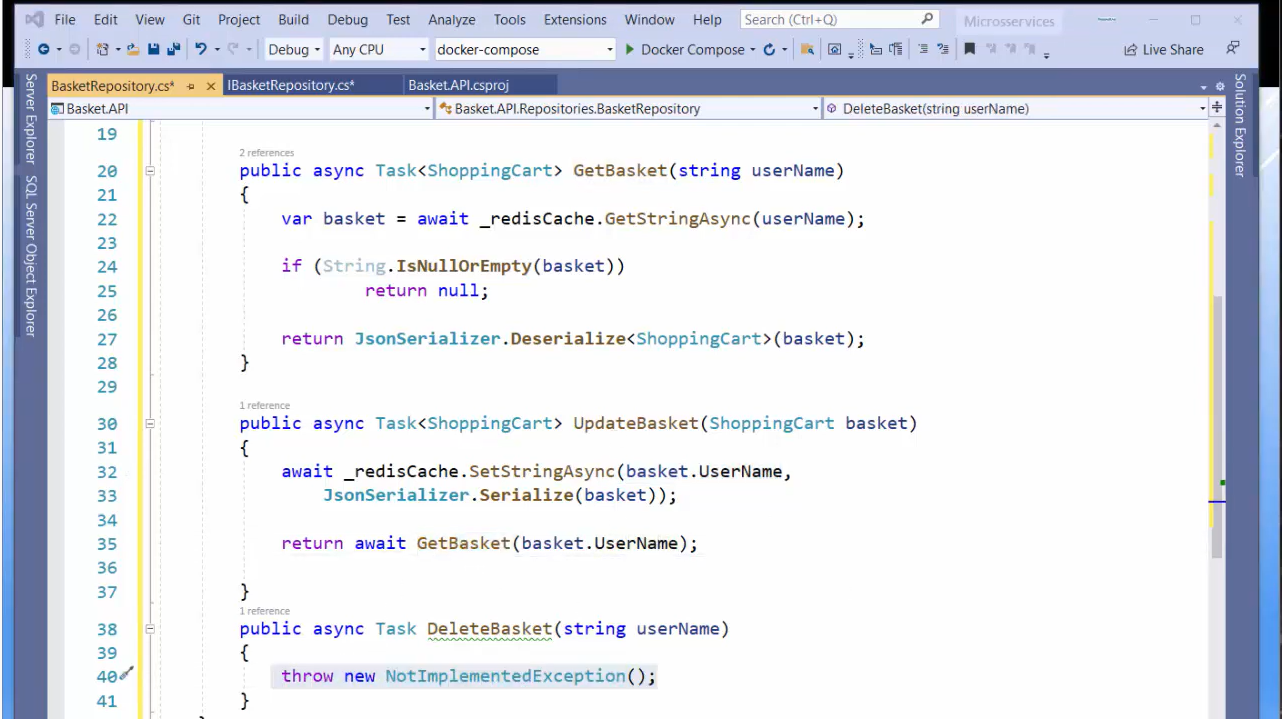 File Edit View Git Project Build Debug Test Analyze Tools Extensions Window Help Search (Ctrl+Q) Microservices
Debug Any CPU docker-compose Docker Compose Live Share
BasketRepository.cs* IBasketRepository.cs* Basket.API.csproj
Basket.API Basket.API.Repositories.BasketRepository DeleteBasket(string userName)
Server Explorer
SQL Server Object Explorer
Solution Explorer
19
2 references
20 public async Task<ShoppingCart> GetBasket(string userName)
21 {
22 var basket = await _redisCache.GetStringAsync(userName);
23
24 if (String.IsNullOrEmpty(basket))
25 return null;
26
27 return JsonSerializer.Deserialize<ShoppingCart>(basket);
28 }
29
1 reference
30 public async Task<ShoppingCart> UpdateBasket(ShoppingCart basket)
31 {
32 await _redisCache.SetStringAsync(basket.UserName,
33 JsonSerializer.Serialize(basket));
34
35 return await GetBasket(basket.UserName);
36
37 }
1 reference
38 public async Task DeleteBasket(string userName)
39 {
40 throw new NotImplementedException();
41 }